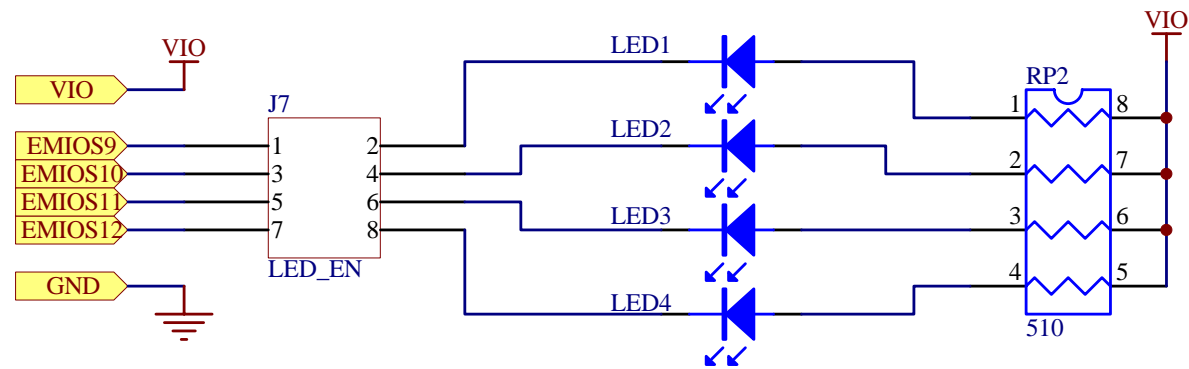 VIO
LED1
VIO
VIO
RP2
J7
1
8
EMIOS9
1
2
LED2
EMIOS10
3
4
2
7
EMIOS11
5
6
LED3
3
6
EMIOS12
7
8
LED_EN
GND
4
5
LED4
510